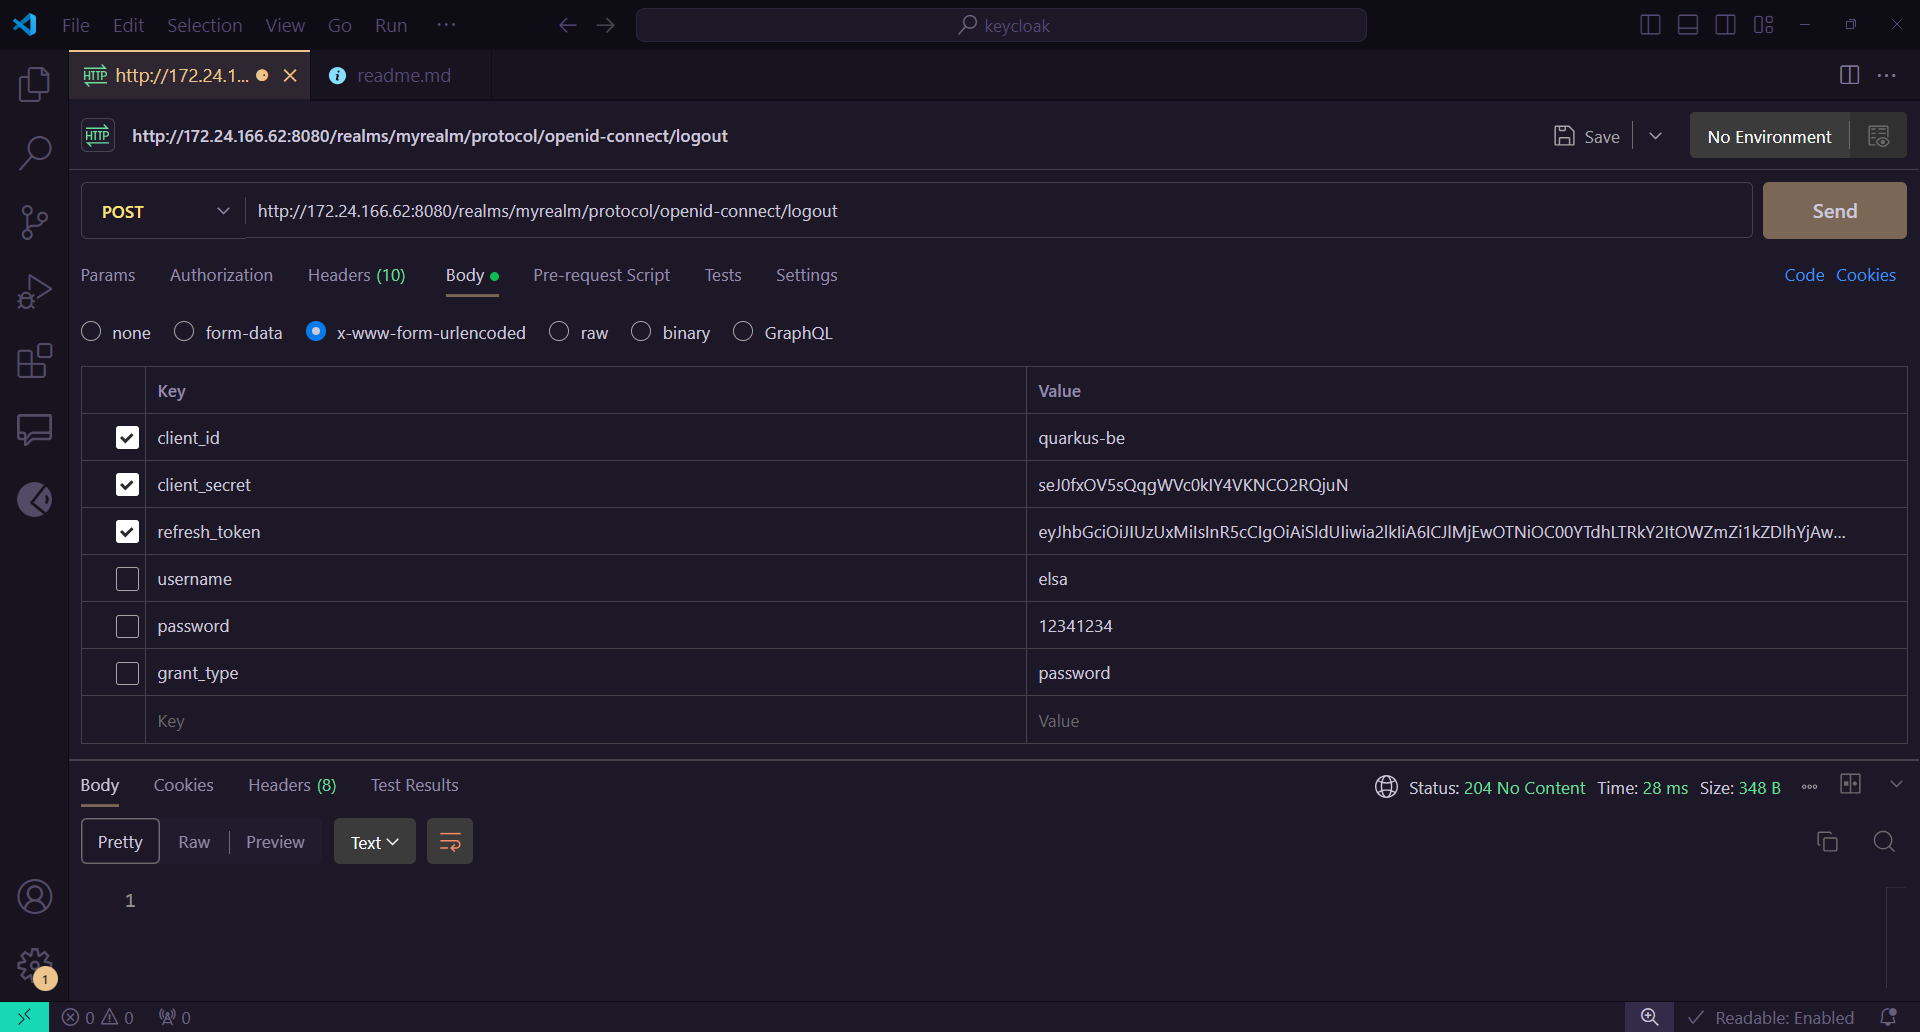 File Edit Selection View Go Run ··· keycloak
http://172.24.1... readme.md
http://172.24.166.62:8080/realms/myrealm/protocol/openid-connect/logout Save No Environment
POST http://172.24.166.62:8080/realms/myrealm/protocol/openid-connect/logout Send
Params Authorization Headers (10) Body Pre-request Script Tests Settings Code Cookies
none form-data x-www-form-urlencoded raw binary GraphQL
Key Value
client_id quarkus-be
client_secret seJ0fxOV5sQqgWVc0kIY4VKNCO2RQjuN
refresh_token eyJhbGciOiJIUzUxMiIsInR5cCIgOiAiSldUIiwia2lkIiA6ICJlMjEwOTNiOC00YTdhLTRkY2ItOWZmZi1kZDlhYjAw...
username elsa
password 12341234
grant_type password
Key Value
Body Cookies Headers (8) Test Results Status: 204 No Content Time: 28 ms Size: 348 B
Pretty Raw Preview Text
1
1
0 0 0 Readable: Enabled